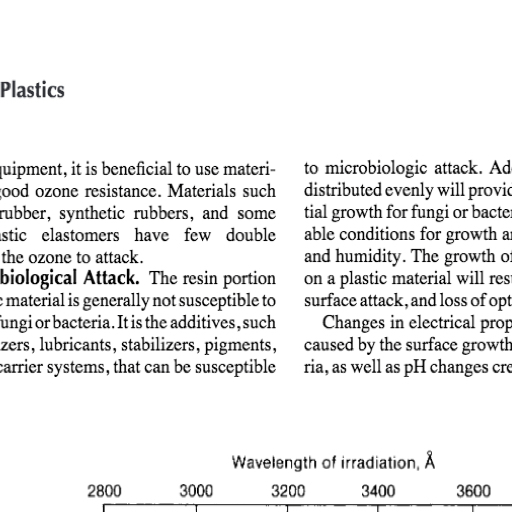 Plastics
quipment, it is beneficial to use materi-
good ozone resistance. Materials such
rubber, synthetic rubbers, and some
stic elastomers have few double
the ozone to attack.
biological Attack. The resin portion
material is generally not susceptible to
fungi or bacteria. It is the additives, such
zers, lubricants, stabilizers, pigments,
carrier systems, that can be susceptible
to microbiologic attack. Ad
distributed evenly will provid
tial growth for fungi or bacter
able conditions for growth a
and humidity. The growth of
on a plastic material will res
surface attack, and loss of opt
Changes in electrical prop
caused by the surface growth
ria, as well as pH changes cre
Wavelength of irradiation, Å
2800 3000 3200 3400 3600